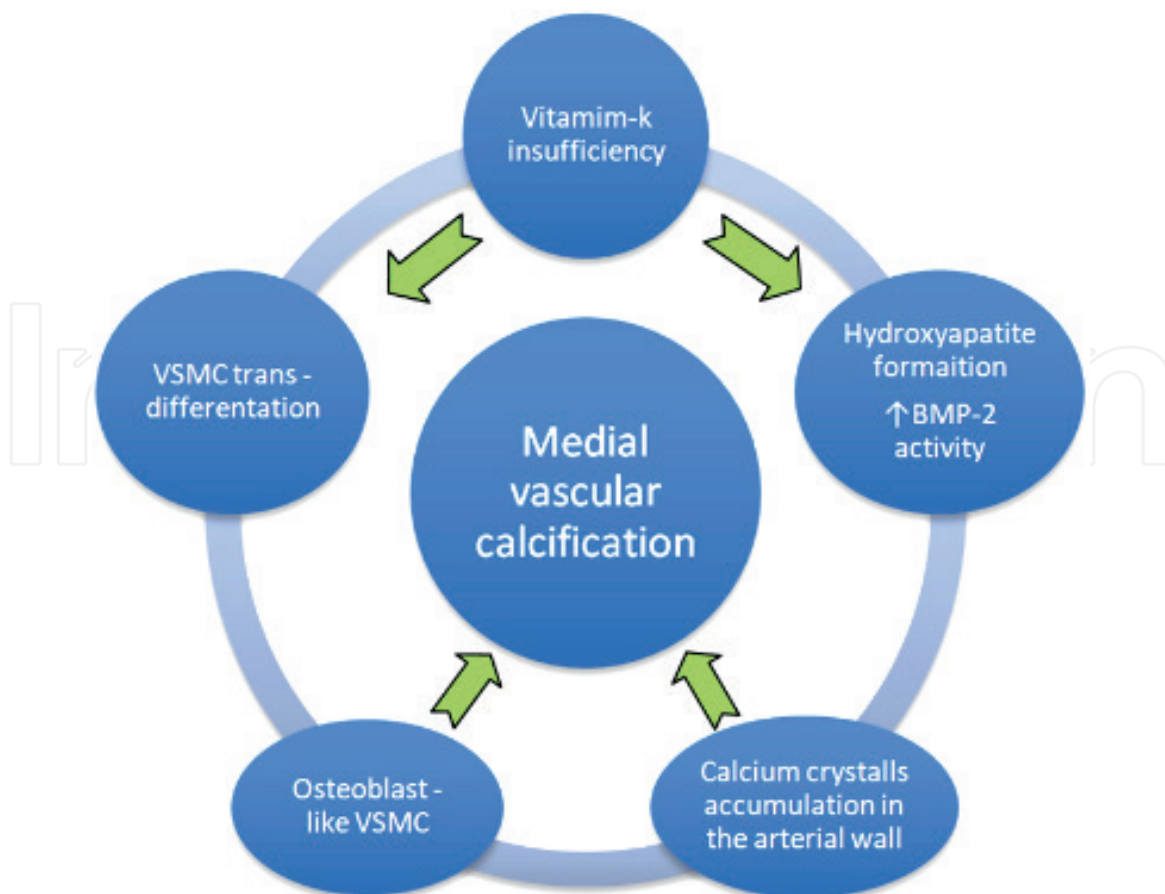 Vitamim-k
insufficiency
VSMC trans -
differentation
Hydroxyapatite
formaition
↑BMP-2
activity
Medial
vascular
calcification
Osteoblast -
like VSMC
Calcium crystalls
accumulation in
the arterial wall